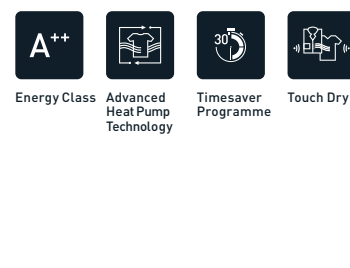 A++
30'
Energy Class
Advanced
Heat Pump
Technology
Timesaver
Programme
Touch Dry